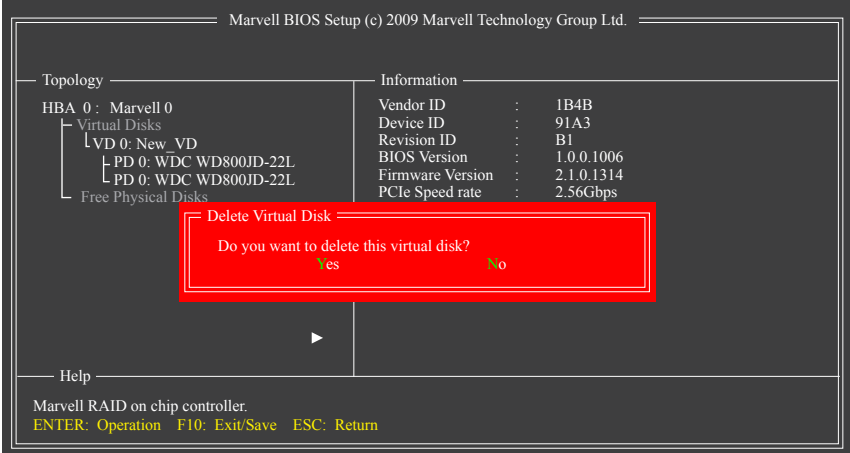 Marvell BIOS Setup (c) 2009 Marvell Technology Group Ltd.
Topology
HBA 0 : Marvell 0
Virtual Disks
VD 0: New_VD
PD 0: WDC WD800JD-22L
PD 0: WDC WD800JD-22L
Free Physical Disks
Information
Vendor ID : 1B4B
Device ID : 91A3
Revision ID : B1
BIOS Version : 1.0.0.1006
Firmware Version : 2.1.0.1314
PCIe Speed rate : 2.56Gbps
Delete Virtual Disk
Do you want to delete this virtual disk?
Yes No
Help
Marvell RAID on chip controller.
ENTER: Operation F10: Exit/Save ESC: Return